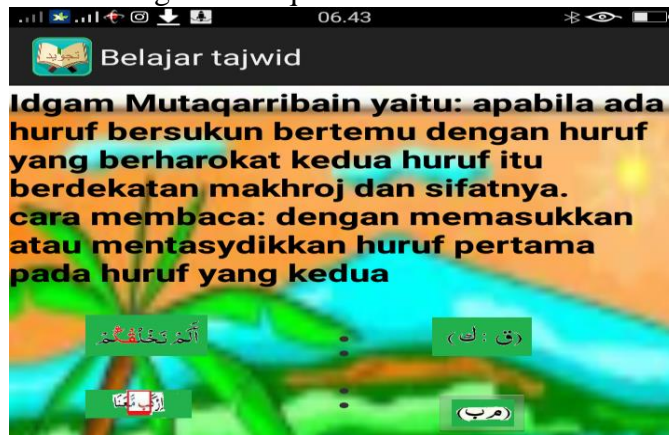 06.43
Belajar tajwid
Idgam Mutaqarribain yaitu: apabila ada
huruf bersukun bertemu dengan huruf
yang berharokat kedua huruf itu
berdekatan makhroj dan sifatnya.
cara membaca: dengan memasukkan
atau mentasydikkan huruf pertama
pada huruf yang kedua
أَلَمْ نَخْلُقْكُّمْ : (ق : ك)
اِرْكَبْ مَّعَنَا : (م ب)